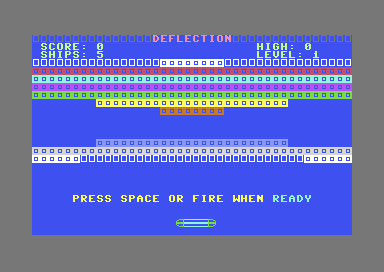 DEFLECTION
SCORE: 0 HIGH: 0
SHIPS: 5 LEVEL: 1
PRESS SPACE OR FIRE WHEN READY